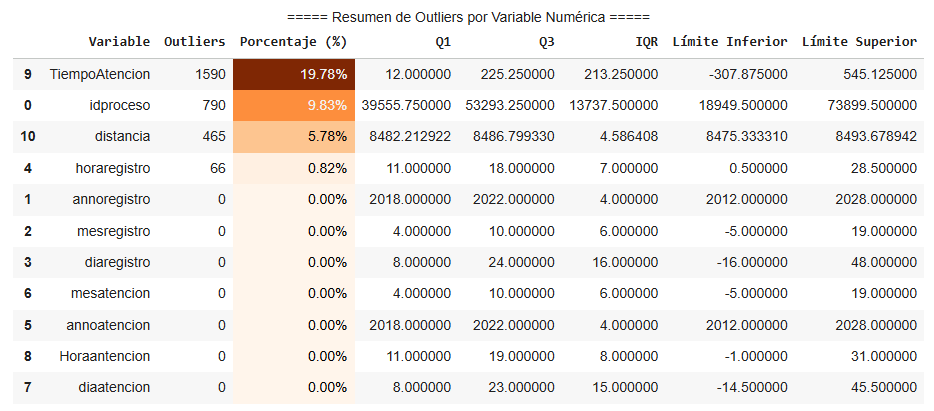 ===== Resumen de Outliers por Variable Numérica =====
Variable Outliers Porcentaje (%) Q1 Q3 IQR Límite Inferior Límite Superior
9 TiempoAtencion 1590 19.78% 12.000000 225.250000 213.250000 -307.875000 545.125000
0 idproceso 790 9.83% 39555.750000 53293.250000 13737.500000 18949.500000 73899.500000
10 distancia 465 5.78% 8482.212922 8486.799330 4.586408 8475.333310 8493.678942
4 horaregistro 66 0.82% 11.000000 18.000000 7.000000 0.500000 28.500000
1 annoregistro 0 0.00% 2018.000000 2022.000000 4.000000 2012.000000 2028.000000
2 mesregistro 0 0.00% 4.000000 10.000000 6.000000 -5.000000 19.000000
3 diaregistro 0 0.00% 8.000000 24.000000 16.000000 -16.000000 48.000000
6 mesatencion 0 0.00% 4.000000 10.000000 6.000000 -5.000000 19.000000
5 annoatencion 0 0.00% 2018.000000 2022.000000 4.000000 2012.000000 2028.000000
8 Horaantencion 0 0.00% 11.000000 19.000000 8.000000 -1.000000 31.000000
7 diaatencion 0 0.00% 8.000000 23.000000 15.000000 -14.500000 45.500000